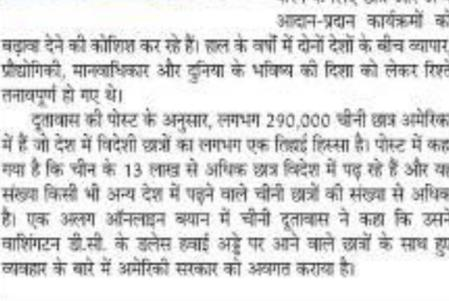 आदान-प्रदान कार्यक्रमों को
बढ़ावा देने की कोशिश कर रहे हैं। हाल के वर्षों में दोनों देशों के बीच व्यापार,
प्रौद्योगिकी, मानवाधिकार और दुनिया के भविष्य की दिशा को लेकर रिश्ते
तनावपूर्ण हो गए थे।
दूतावास की पोस्ट के अनुसार, लगभग 290,000 चीनी छात्र अमेरिका
में हैं जो देश में विदेशी छात्रों का लगभग एक तिहाई हिस्सा है। पोस्ट में कहा
गया है कि चीन के 13 लाख से अधिक छात्र विदेश में पढ़ रहे हैं और यह
संख्या किसी भी अन्य देश में पढ़ने वाले चीनी छात्रों की संख्या से अधिक
है। एक अलग ऑनलाइन बयान में चीनी दूतावास ने कहा कि उसने
वाशिंगटन डी.सी. के डलेस हवाई अड्डे पर आने वाले छात्रों के साथ हुए
व्यवहार के बारे में अमेरिकी सरकार को अवगत कराया है।